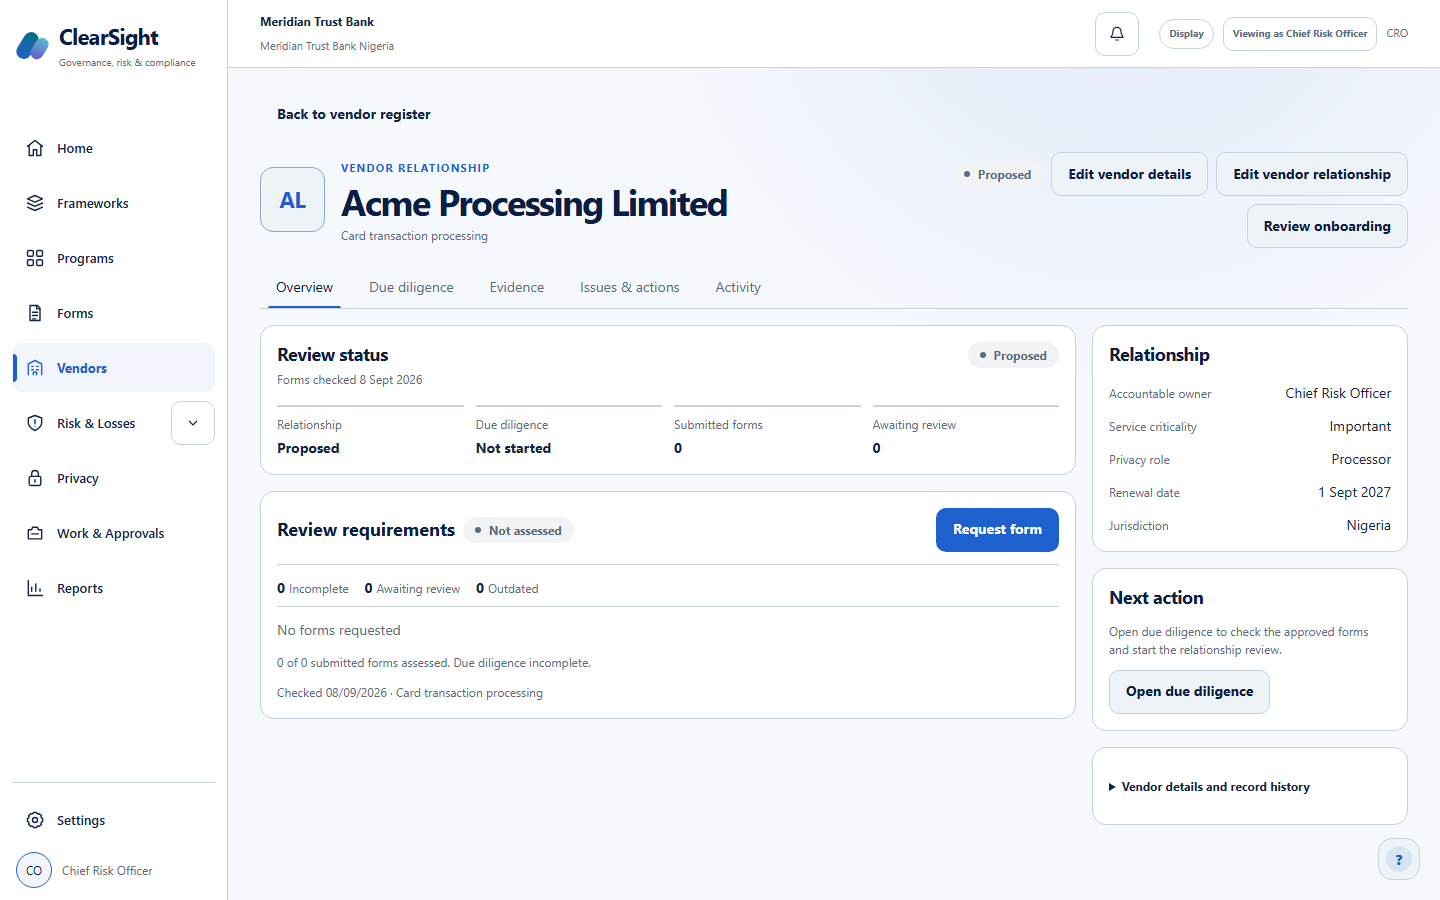 ClearSight
Governance, risk & compliance
Home
Frameworks
Programs
Forms
Vendors
Risk & Losses
Privacy
Work & Approvals
Reports
Settings
CO
Chief Risk Officer
Meridian Trust Bank
Meridian Trust Bank Nigeria
Display
Viewing as Chief Risk Officer
CRO
Back to vendor register
AL
VENDOR RELATIONSHIP
Acme Processing Limited
Card transaction processing
Proposed
Edit vendor details
Edit vendor relationship
Review onboarding
Overview
Due diligence
Evidence
Issues & actions
Activity
Review status
Proposed
Forms checked 8 Sept 2026
Relationship
Proposed
Due diligence
Not started
Submitted forms
0
Awaiting review
0
Review requirements
Not assessed
Request form
0 Incomplete
0 Awaiting review
0 Outdated
No forms requested
0 of 0 submitted forms assessed. Due diligence incomplete.
Checked 08/09/2026 · Card transaction processing
Relationship
Accountable owner
Chief Risk Officer
Service criticality
Important
Privacy role
Processor
Renewal date
1 Sept 2027
Jurisdiction
Nigeria
Next action
Open due diligence to check the approved forms
and start the relationship review.
Open due diligence
Vendor details and record history
?